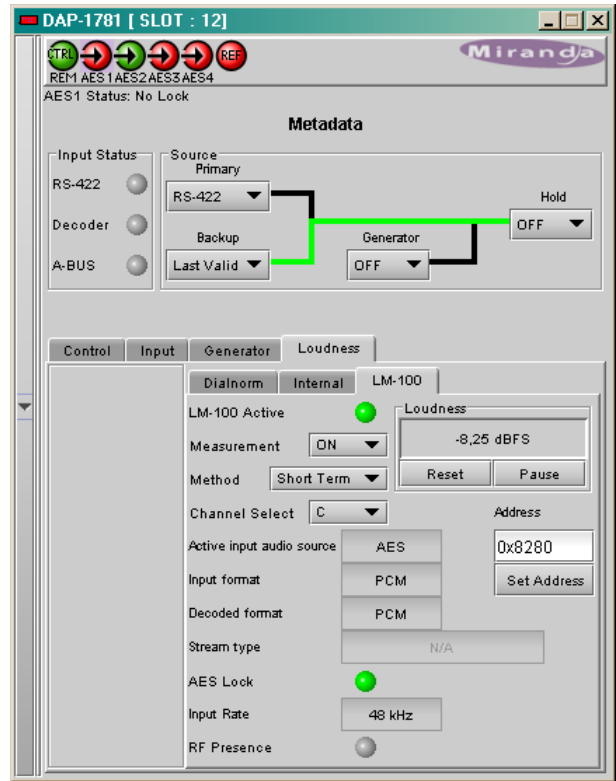 DAP-1781 [ SLOT : 12]
CTRL REF
REM AES1 AES2 AES3 AES4
Miranda
AES1 Status: No Lock
Metadata
Input Status
RS-422
Decoder
A-BUS
Source
Primary
RS-422
Backup
Last Valid
Generator
OFF
Hold
OFF
Control Input Generator Loudness
Dialnorm Internal LM-100
LM-100 Active
Loudness
-8,25 dBFS
Reset Pause
Measurement ON
Method Short Term
Channel Select C
Address
0x8280
Set Address
Active input audio source AES
Input format PCM
Decoded format PCM
Stream type N/A
AES Lock
Input Rate 48 kHz
RF Presence